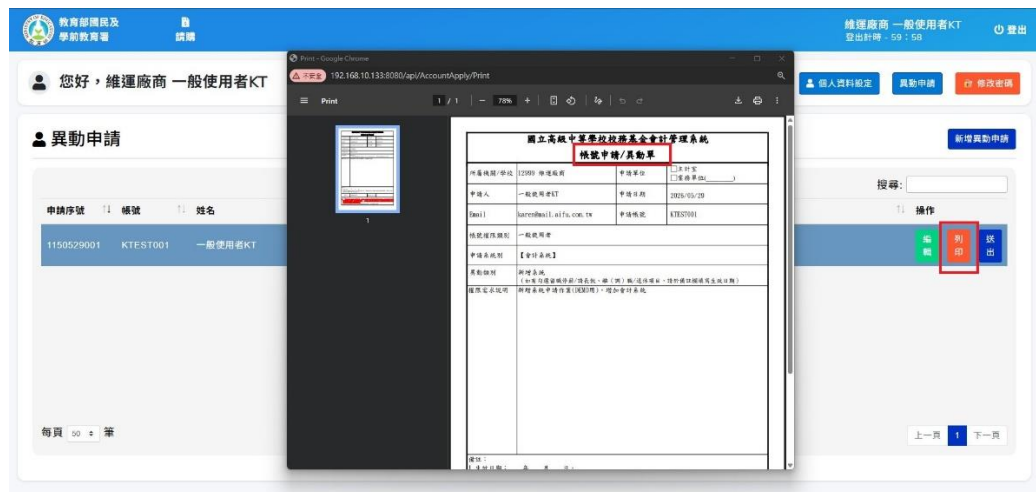 教育部國民及
學前教育署
請購
維運廠商 一般使用者KT
登出計時 - 59：58
登出
您好，維運廠商 一般使用者KT
個人資料設定
異動申請
修改密碼
Print - Google Chrome
不安全 192.168.10.133:8080/api/AccountApply/Print
Print
1 / 1
78%
1
國立高級中等學校校務基金會計管理系統
帳號申請/異動單
所屬機關/學校 12999 維運廠商 申請單位 □主計室
□業務單位(______)
申請人 一般使用者KT 申請日期 2026/05/29
Email karen@mail.aifu.com.tw 申請帳號 KTEST001
帳號權限類別 一般使用者
申請系統別 【會計系統】
異動類別 新增系統
權限需求說明 新增系統申請作業(DEMO用)，增加會計系統
備註：
異動申請
新增異動申請
搜尋:
申請序號 帳號 姓名 操作
1150529001 KTEST001 一般使用者KT 編輯 列印 送出
每頁 50 筆
上一頁 1 下一頁